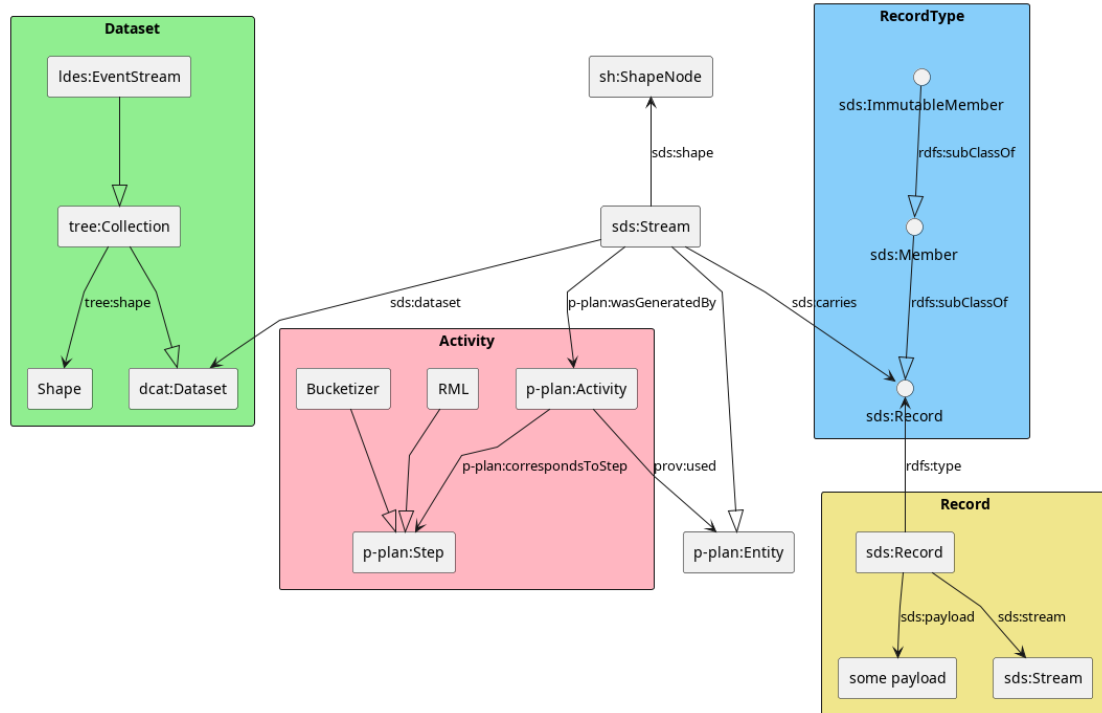 Dataset
RecordType
ldes:EventStream
sh:ShapeNode
sds:ImmutableMember
sds:shape
rdfs:subClassOf
tree:Collection
sds:Stream
sds:Member
tree:shape
sds:dataset
p-plan:wasGeneratedBy
sds:carries
rdfs:subClassOf
Activity
Shape
dcat:Dataset
Bucketizer
RML
p-plan:Activity
sds:Record
p-plan:correspondsToStep
prov:used
rdfs:type
Record
p-plan:Step
p-plan:Entity
sds:Record
sds:payload
sds:stream
some payload
sds:Stream